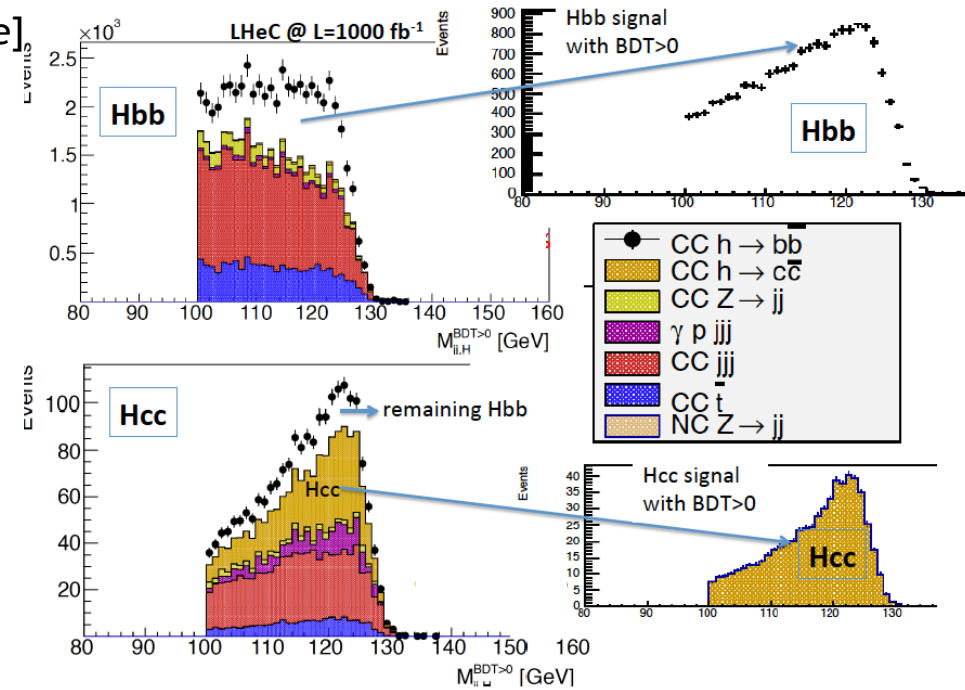 e]
×10³
LHeC @ L=1000 fb⁻¹
Events
2.5
2
1.5
1
0.5
Hbb
80 90 100 110 120 130 140 150 160
M_{jj,H}^{BDT>0} [GeV]
Events
900
800
700
600
500
400
300
200
100
0
Hbb signal
with BDT>0
Hbb
80 90 100 110 120 130
CC h → bb̅
CC h → cc̅
CC Z → jj
γ p jjj
CC jjj
CC t̅
NC Z → jj
Events
100
80
60
40
20
Hcc
remaining Hbb
Hcc
80 90 100 110 120 130 140 150 160
M^{BDT>0} [GeV]
Events
40
35
30
25
20
15
10
5
0
Hcc signal
with BDT>0
Hcc
80 90 100 110 120 130